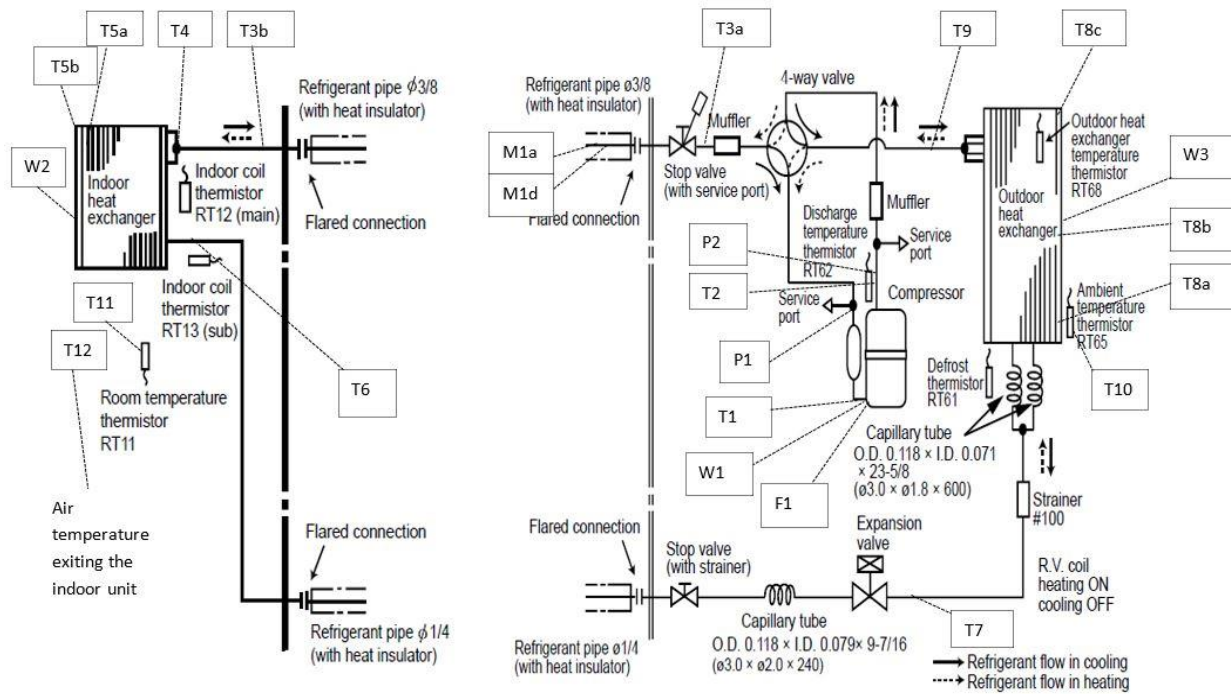 T5a
T4
T3b
T5b
Refrigerant pipe ϕ3/8
(with heat insulator)
W2
Indoor
heat
exchanger
Indoor coil
thermistor
RT12 (main)
Flared connection
Indoor coil
thermistor
RT13 (sub)
T11
T12
T6
Room temperature
thermistor
RT11
Air
temperature
exiting the
indoor unit
Flared connection
Refrigerant pipe ϕ1/4
(with heat insulator)
T3a
T9
T8c
4-way valve
Refrigerant pipe ø3/8
(with heat insulator)
Muffler
M1a
M1d
Stop valve
(with service port)
Flared connection
Outdoor heat
exchanger
temperature
thermistor
RT68
W3
Outdoor
heat
exchanger
T8b
Muffler
Discharge
temperature
thermistor
RT62
Service
port
P2
T2
Compressor
T8a
Service
port
Ambient
temperature
thermistor
RT65
P1
T10
Defrost
thermistor
RT61
T1
Capillary tube
O.D. 0.118 × I.D. 0.071
× 23-5/8
(ø3.0 × ø1.8 × 600)
W1
F1
Strainer
#100
Flared connection
Stop valve
(with strainer)
Expansion
valve
R.V. coil
heating ON
cooling OFF
T7
Capillary tube
O.D. 0.118 × I.D. 0.079× 9-7/16
(ø3.0 × ø2.0 × 240)
Refrigerant pipe ø1/4
(with heat insulator)
Refrigerant flow in cooling
Refrigerant flow in heating